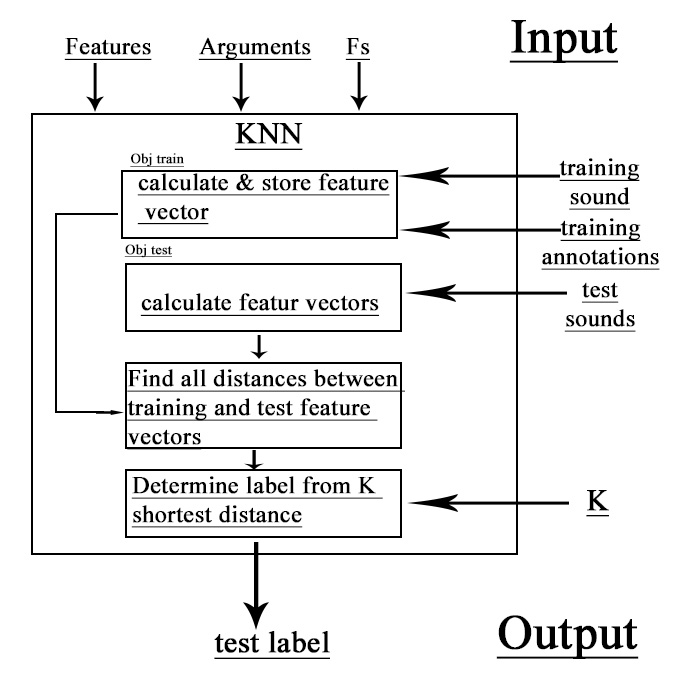 Input
Features Arguments Fs
KNN
Obj train
calculate & store feature
vector
training
sound
training
annotations
Obj test
calculate featur vectors
test
sounds
Find all distances between
training and test feature
vectors
Determine label from K
shortest distance
K
test label
Output